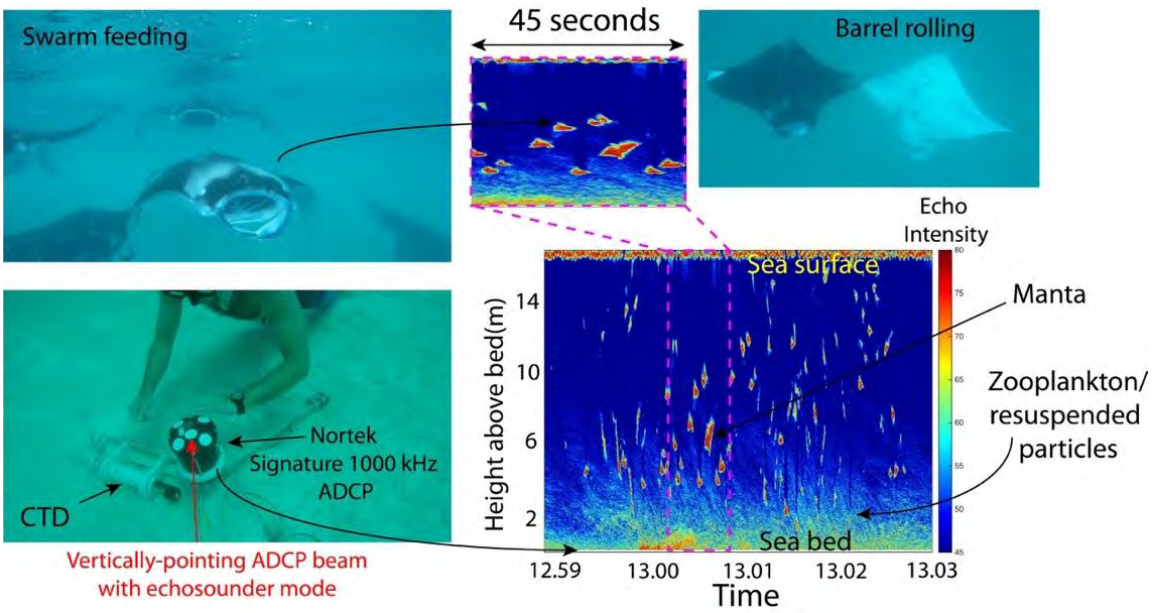 Swarm feeding
45 seconds
Barrel rolling
Echo
Intensity
80
75
70
65
60
55
50
45
Sea surface
Manta
Zooplankton/
resuspended
particles
Height above bed(m)
14
10
6
2
Sea bed
12.59
13.00
13.01
13.02
13.03
Time
Nortek
Signature 1000 kHz
ADCP
CTD
Vertically-pointing ADCP beam
with echosounder mode